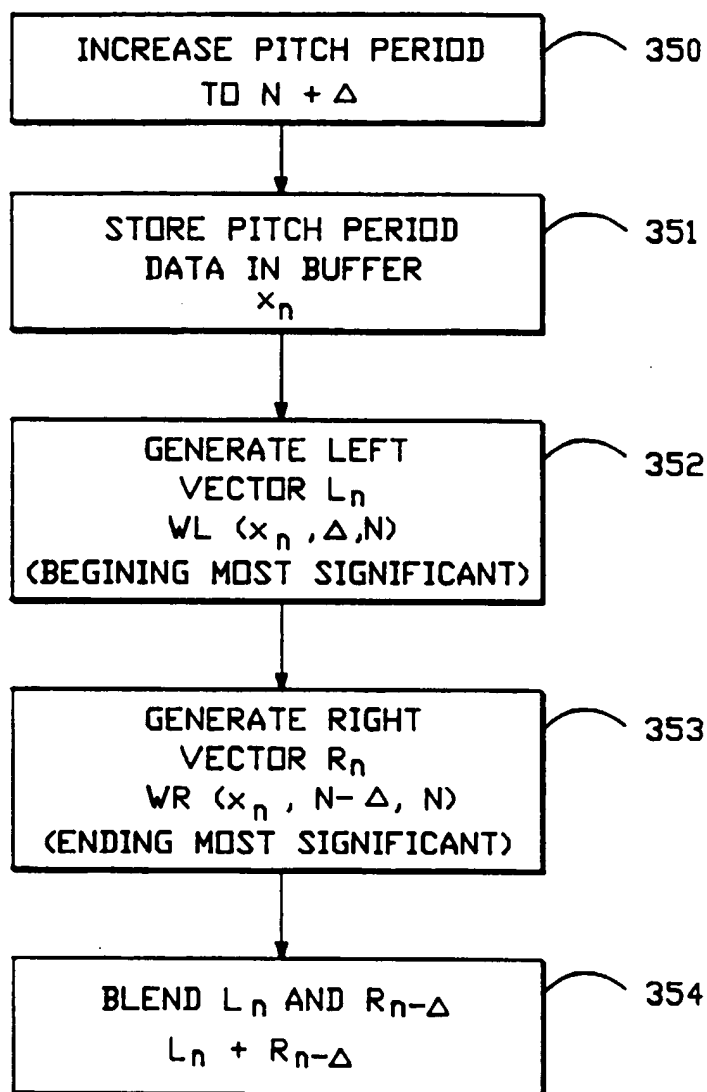 INCREASE PITCH PERIOD
TO N + Δ
350
STORE PITCH PERIOD
DATA IN BUFFER
xₙ
351
GENERATE LEFT
VECTOR Lₙ
WL (xₙ ,Δ,N)
(BEGINING MOST SIGNIFICANT)
352
GENERATE RIGHT
VECTOR Rₙ
WR (xₙ , N-Δ, N)
(ENDING MOST SIGNIFICANT)
353
BLEND Lₙ AND Rn-Δ
Lₙ + Rn-Δ
354